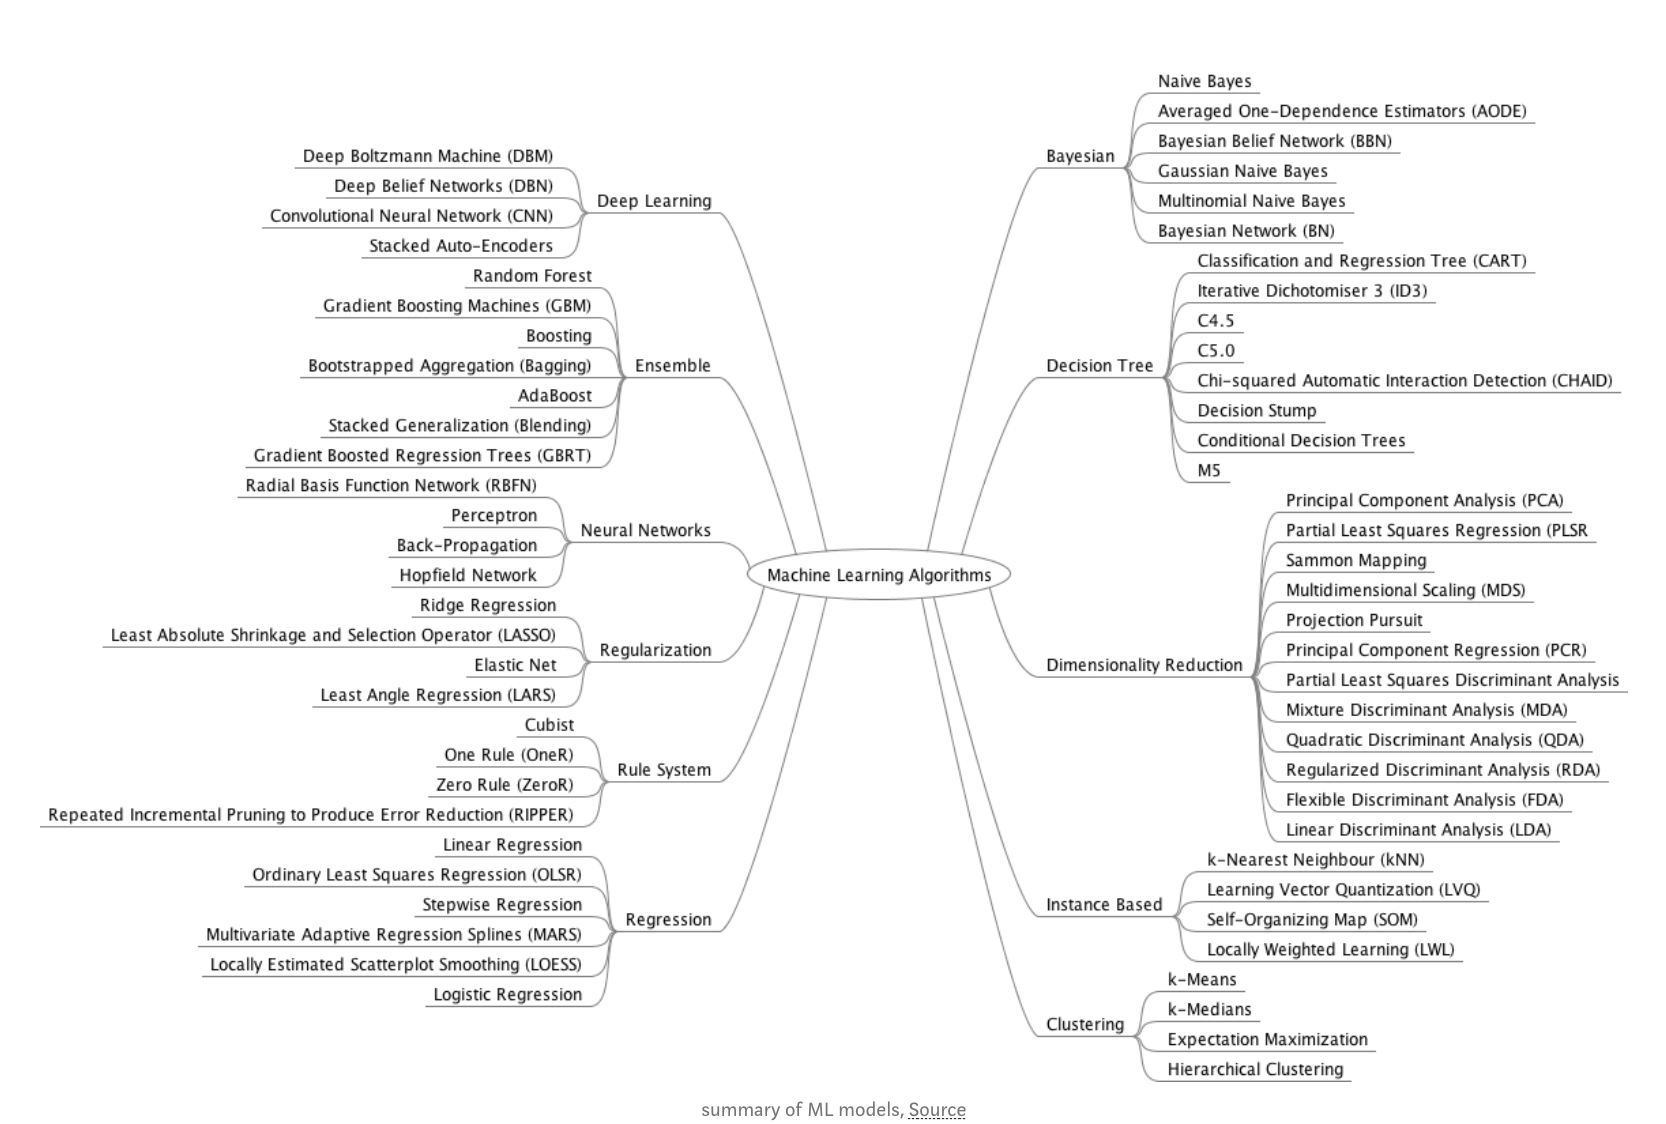 Machine Learning Algorithms
Deep Learning
Deep Boltzmann Machine (DBM)
Deep Belief Networks (DBN)
Convolutional Neural Network (CNN)
Stacked Auto-Encoders
Ensemble
Random Forest
Gradient Boosting Machines (GBM)
Boosting
Bootstrapped Aggregation (Bagging)
AdaBoost
Stacked Generalization (Blending)
Gradient Boosted Regression Trees (GBRT)
Neural Networks
Radial Basis Function Network (RBFN)
Perceptron
Back-Propagation
Hopfield Network
Regularization
Ridge Regression
Least Absolute Shrinkage and Selection Operator (LASSO)
Elastic Net
Least Angle Regression (LARS)
Rule System
Cubist
One Rule (OneR)
Zero Rule (ZeroR)
Repeated Incremental Pruning to Produce Error Reduction (RIPPER)
Regression
Linear Regression
Ordinary Least Squares Regression (OLSR)
Stepwise Regression
Multivariate Adaptive Regression Splines (MARS)
Locally Estimated Scatterplot Smoothing (LOESS)
Logistic Regression
Bayesian
Naive Bayes
Averaged One-Dependence Estimators (AODE)
Bayesian Belief Network (BBN)
Gaussian Naive Bayes
Multinomial Naive Bayes
Bayesian Network (BN)
Decision Tree
Classification and Regression Tree (CART)
Iterative Dichotomiser 3 (ID3)
C4.5
C5.0
Chi-squared Automatic Interaction Detection (CHAID)
Decision Stump
Conditional Decision Trees
M5
Dimensionality Reduction
Principal Component Analysis (PCA)
Partial Least Squares Regression (PLSR
Sammon Mapping
Multidimensional Scaling (MDS)
Projection Pursuit
Principal Component Regression (PCR)
Partial Least Squares Discriminant Analysis
Mixture Discriminant Analysis (MDA)
Quadratic Discriminant Analysis (QDA)
Regularized Discriminant Analysis (RDA)
Flexible Discriminant Analysis (FDA)
Linear Discriminant Analysis (LDA)
Instance Based
k-Nearest Neighbour (kNN)
Learning Vector Quantization (LVQ)
Self-Organizing Map (SOM)
Locally Weighted Learning (LWL)
Clustering
k-Means
k-Medians
Expectation Maximization
Hierarchical Clustering
summary of ML models, Source